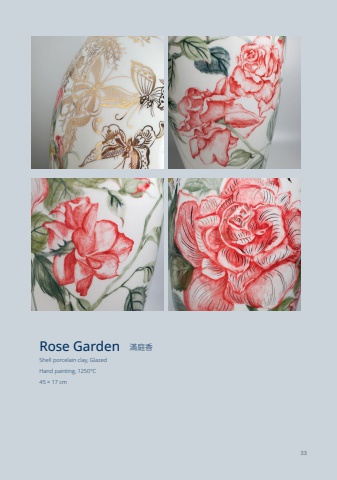 Rose Garden 滿庭香
Shell porcelain clay, Glazed
Hand painting, 1250°C
45 × 17 cm
33